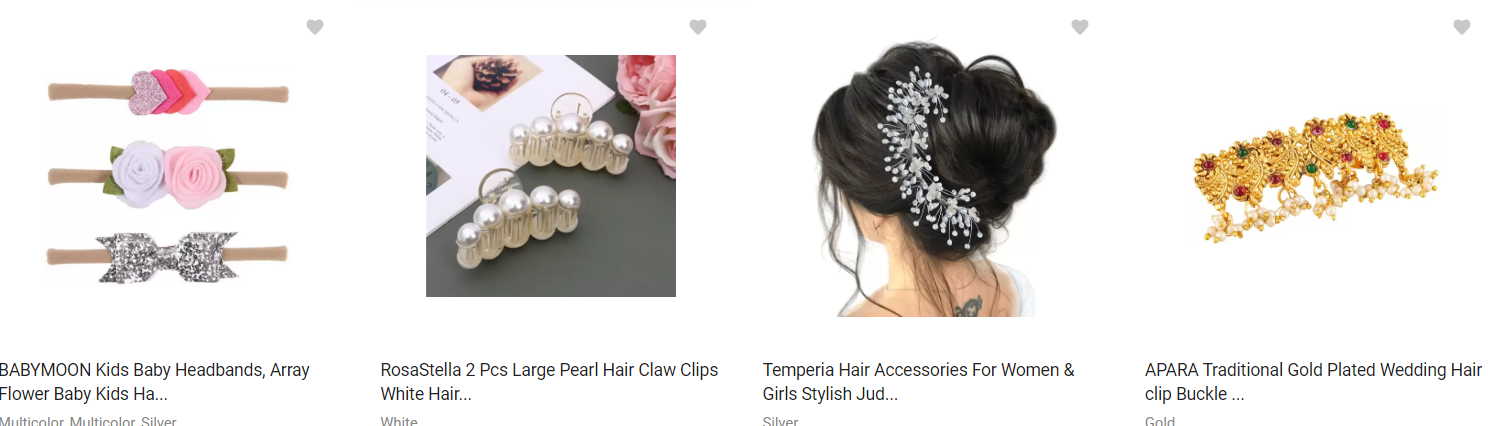 BABYMOON Kids Baby Headbands, Array
Flower Baby Kids Ha...
Multicolor, Multicolor, Silver
RosaStella 2 Pcs Large Pearl Hair Claw Clips
White Hair...
White
Temperia Hair Accessories For Women &
Girls Stylish Jud...
Silver
APARA Traditional Gold Plated Wedding Hair
clip Buckle ...
Gold
04-05